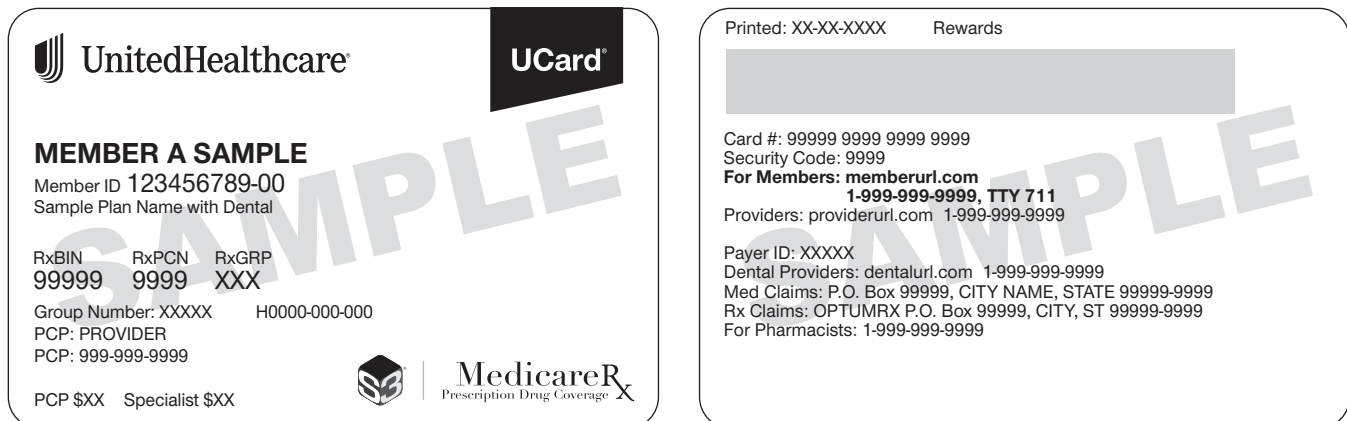 UnitedHealthcare®
UCard®
MEMBER A SAMPLE
Member ID 123456789-00
Sample Plan Name with Dental
RxBIN RxPCN RxGRP
99999 9999 XXX
Group Number: XXXXX H0000-000-000
PCP: PROVIDER
PCP: 999-999-9999
PCP $XX Specialist $XX
S3
MedicareRx
Prescription Drug Coverage
SAMPLE
Printed: XX-XX-XXXX Rewards
Card #: 99999 9999 9999 9999
Security Code: 9999
For Members: memberurl.com
1-999-999-9999, TTY 711
Providers: providerurl.com 1-999-999-9999
Payer ID: XXXXX
Dental Providers: dentalurl.com 1-999-999-9999
Med Claims: P.O. Box 99999, CITY NAME, STATE 99999-9999
Rx Claims: OPTUMRX P.O. Box 99999, CITY, ST 99999-9999
For Pharmacists: 1-999-999-9999
SAMPLE